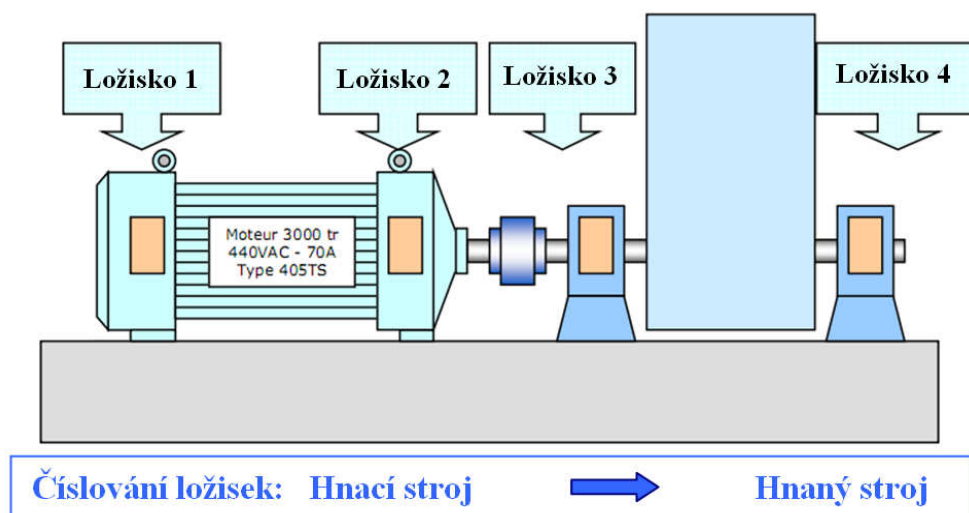 Ložisko 1
Ložisko 2
Ložisko 3
Ložisko 4
Moteur 3000 tr
440VAC - 70A
Type 405TS
Číslování ložisek: Hnací stroj Hnaný stroj